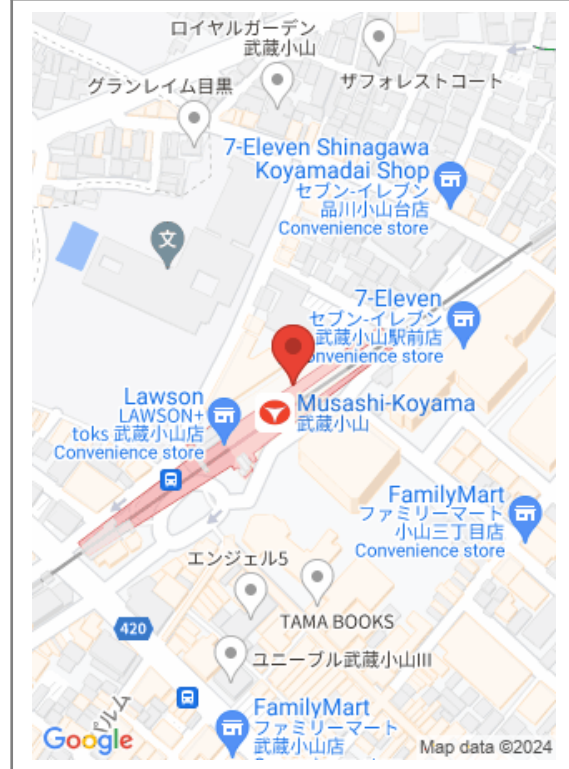 ロイヤルガーデン
武蔵小山
グランレイム目黒
ザフォレストコート
7-Eleven Shinagawa
Koyamadai Shop
セブン-イレブン
品川小山台店
Convenience store
文
7-Eleven
セブン-イレブン
武蔵小山駅前店
nvenience store
Lawson
LAWSON+
toks 武蔵小山店
Convenience store
Musashi-Koyama
武蔵小山
FamilyMart
ファミリーマート
小山三丁目店
Convenience store
エンジェル5
TAMA BOOKS
420
ユニーブル武蔵小山III
パルム
FamilyMart
ファミリーマート
武蔵小山店
Google
Map data ©2024